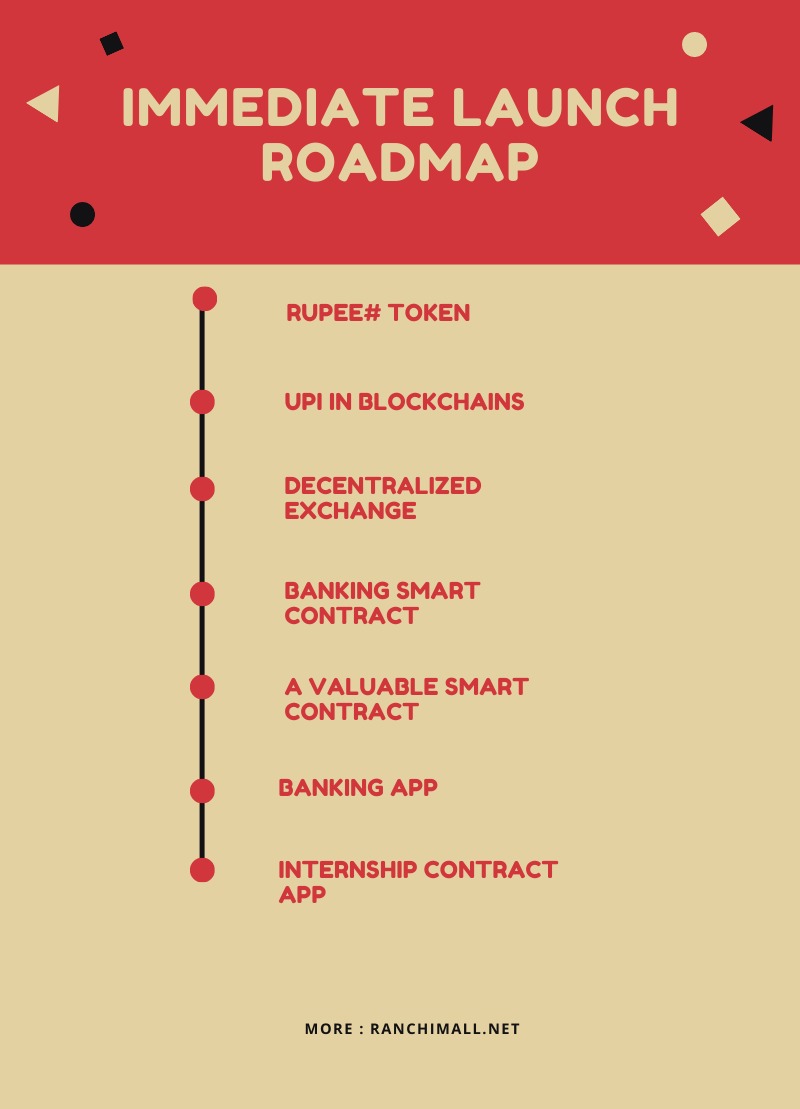 IMMEDIATE LAUNCH
ROADMAP
RUPEE# TOKEN
UPI IN BLOCKCHAINS
DECENTRALIZED
EXCHANGE
BANKING SMART
CONTRACT
A VALUABLE SMART
CONTRACT
BANKING APP
INTERNSHIP CONTRACT
APP
MORE : RANCHIMALL.NET